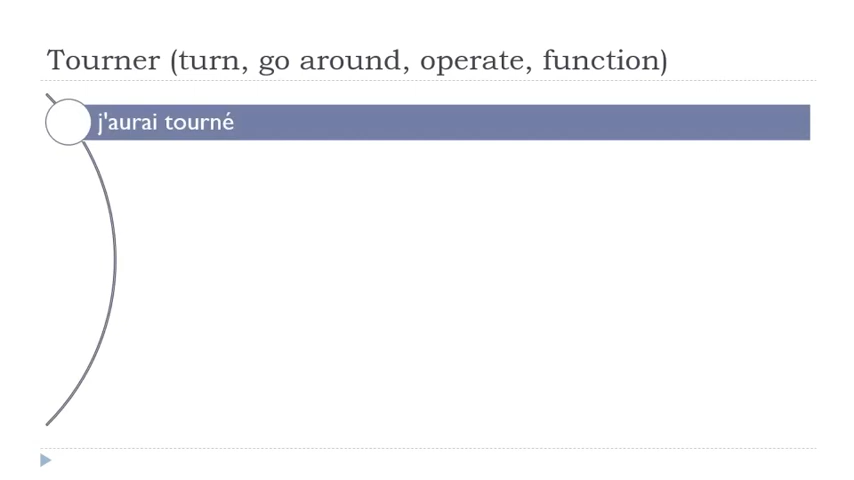 Tourner (turn, go around, operate, function)
j'aurai tourné